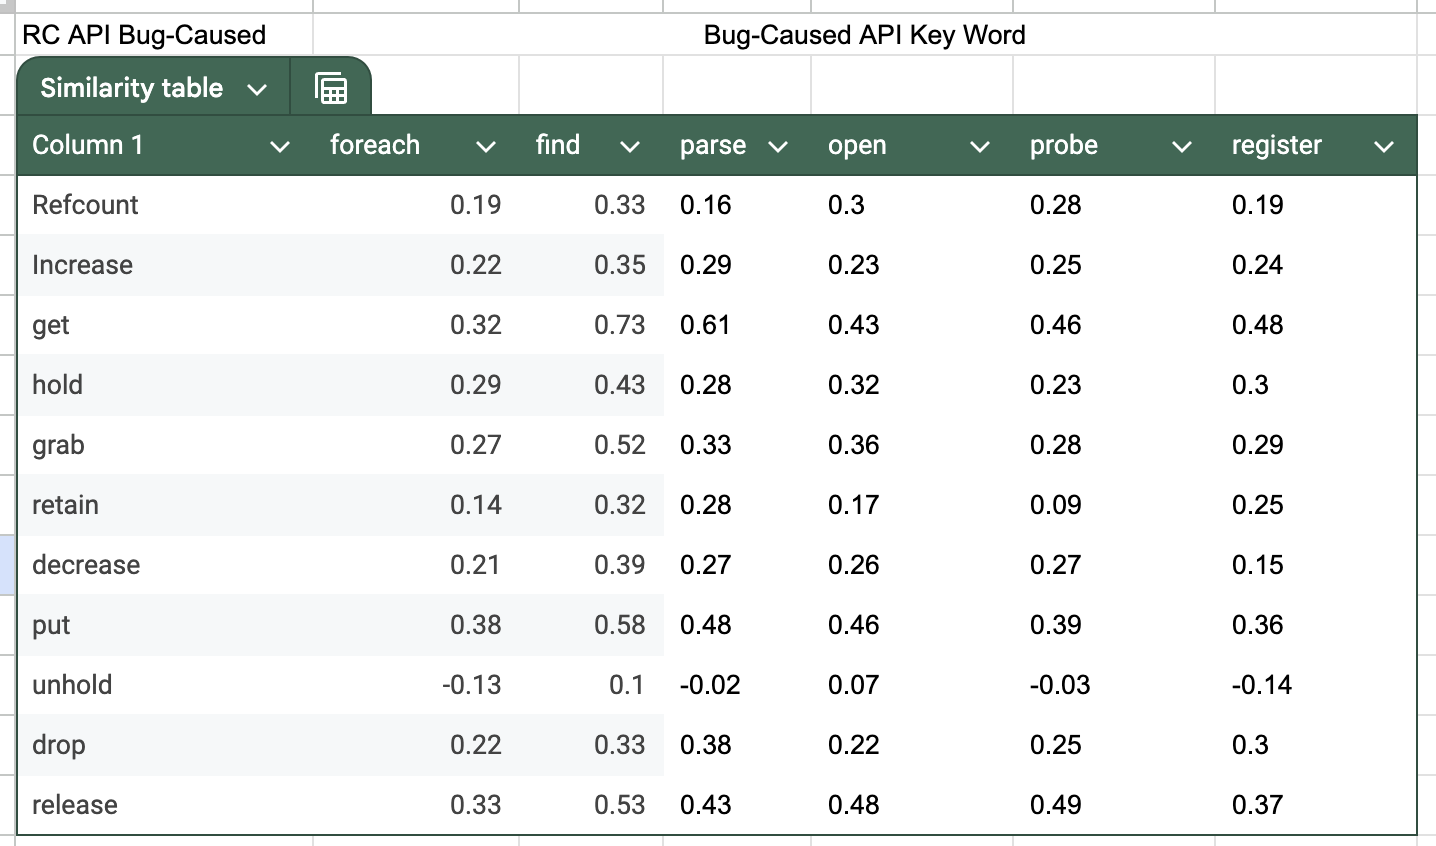 RC API Bug-Caused Bug-Caused API Key Word
Similarity table
Column 1 foreach find parse open probe register
Refcount 0.19 0.33 0.16 0.3 0.28 0.19
Increase 0.22 0.35 0.29 0.23 0.25 0.24
get 0.32 0.73 0.61 0.43 0.46 0.48
hold 0.29 0.43 0.28 0.32 0.23 0.3
grab 0.27 0.52 0.33 0.36 0.28 0.29
retain 0.14 0.32 0.28 0.17 0.09 0.25
decrease 0.21 0.39 0.27 0.26 0.27 0.15
put 0.38 0.58 0.48 0.46 0.39 0.36
unhold -0.13 0.1 -0.02 0.07 -0.03 -0.14
drop 0.22 0.33 0.38 0.22 0.25 0.3
release 0.33 0.53 0.43 0.48 0.49 0.37